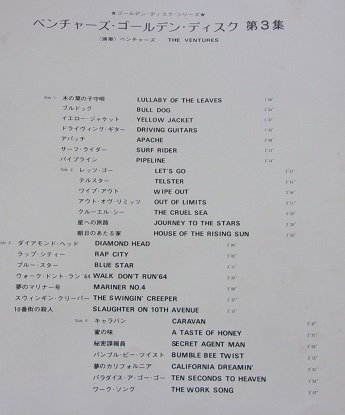 ★ゴールデン・ディスク・シリーズ★
ベンチャーズ・ゴールデン・ディスク 第3集
(演奏) ベンチャーズ THE VENTURES
Side 1 木の葉の子守唄 LULLABY OF THE LEAVES
ブルドッグ BULL DOG
イエロー・ジャケット YELLOW JACKET
ドライヴィング・ギター DRIVING GUITARS
アパッチ APACHE
サーフ・ライダー SURF RIDER
パイプライン PIPELINE
Side 2 レッツ・ゴー LET'S GO
テルスター TELSTER
ワイプ・アウト WIPE OUT
アウト・オヴ・リミッツ OUT OF LIMITS
クルーエル・シー THE CRUEL SEA
星への旅路 JOURNEY TO THE STARS
朝日のあたる家 HOUSE OF THE RISING SUN
Side 3 ダイアモンド・ヘッド DIAMOND HEAD
ラップ・シティー RAP CITY
ブルー・スター BLUE STAR
ウォーク・ドント・ラン'64 WALK DON'T RUN'64
夢のマリナー号 MARINER NO.4
スウィンギン・クリーパー THE SWINGIN' CREEPER
10番街の殺人 SLAUGHTER ON 10TH AVENUE
Side 4 キャラバン CARAVAN
蜜の味 A TASTE OF HONEY
秘密諜報員 SECRET AGENT MAN
バンブル・ビー・ツイスト BUMBLE BEE TWIST
夢のカリフォルニア CALIFORNIA DREAMIN'
パラダイス・ア・ゴー・ゴー TEN SECONDS TO HEAVEN
ワーク・ソング THE WORK SONG